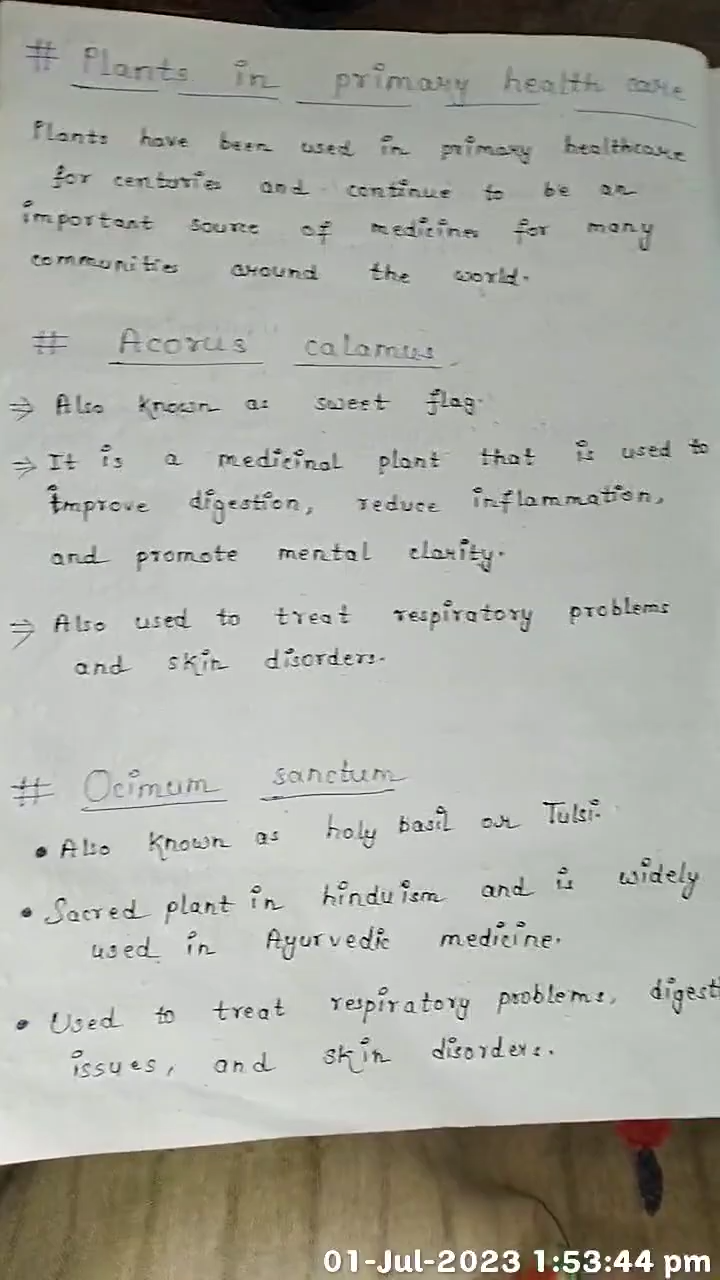 # Plants in primary health care
Plants have been used in primary healthcare
for centuries and continue to be an
important source of medicines for many
communities around the world.
# Acorus calamus
⇒ Also known as sweet flag.
⇒ It is a medicinal plant that is used to
improve digestion, reduce inflammation,
and promote mental clarity.
⇒ Also used to treat respiratory problems
and skin disorders.
# Ocimum sanctum
• Also known as holy basil or Tulsi.
• Sacred plant in hinduism and is widely
used in Ayurvedic medicine.
• Used to treat respiratory problems, digest
issues, and skin disorders.
01-Jul-2023 1:53:44 pm